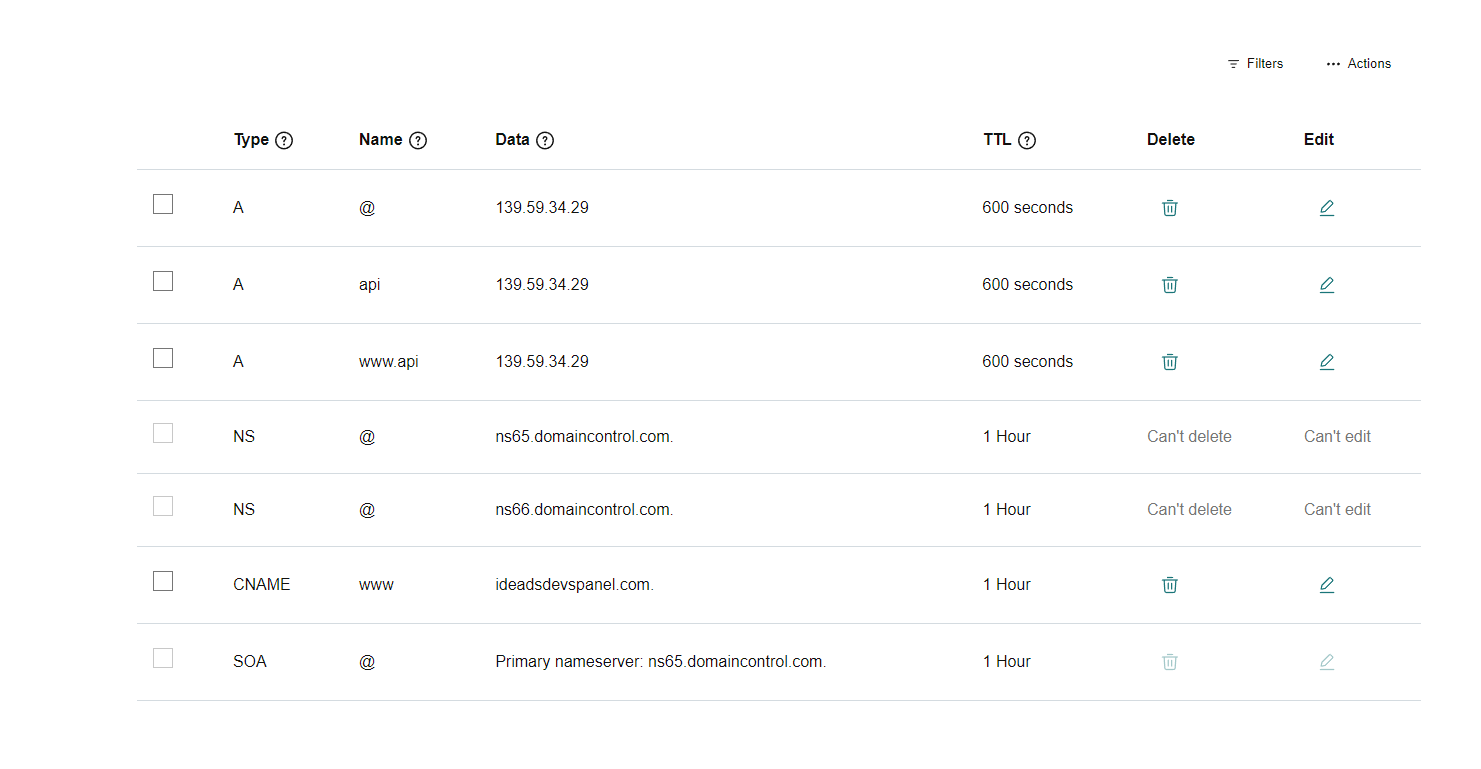 Filters ... Actions
Type ? Name ? Data ? TTL ? Delete Edit
A @ 139.59.34.29 600 seconds
A api 139.59.34.29 600 seconds
A www.api 139.59.34.29 600 seconds
NS @ ns65.domaincontrol.com. 1 Hour Can't delete Can't edit
NS @ ns66.domaincontrol.com. 1 Hour Can't delete Can't edit
CNAME www ideadsdevspanel.com. 1 Hour
SOA @ Primary nameserver: ns65.domaincontrol.com. 1 Hour